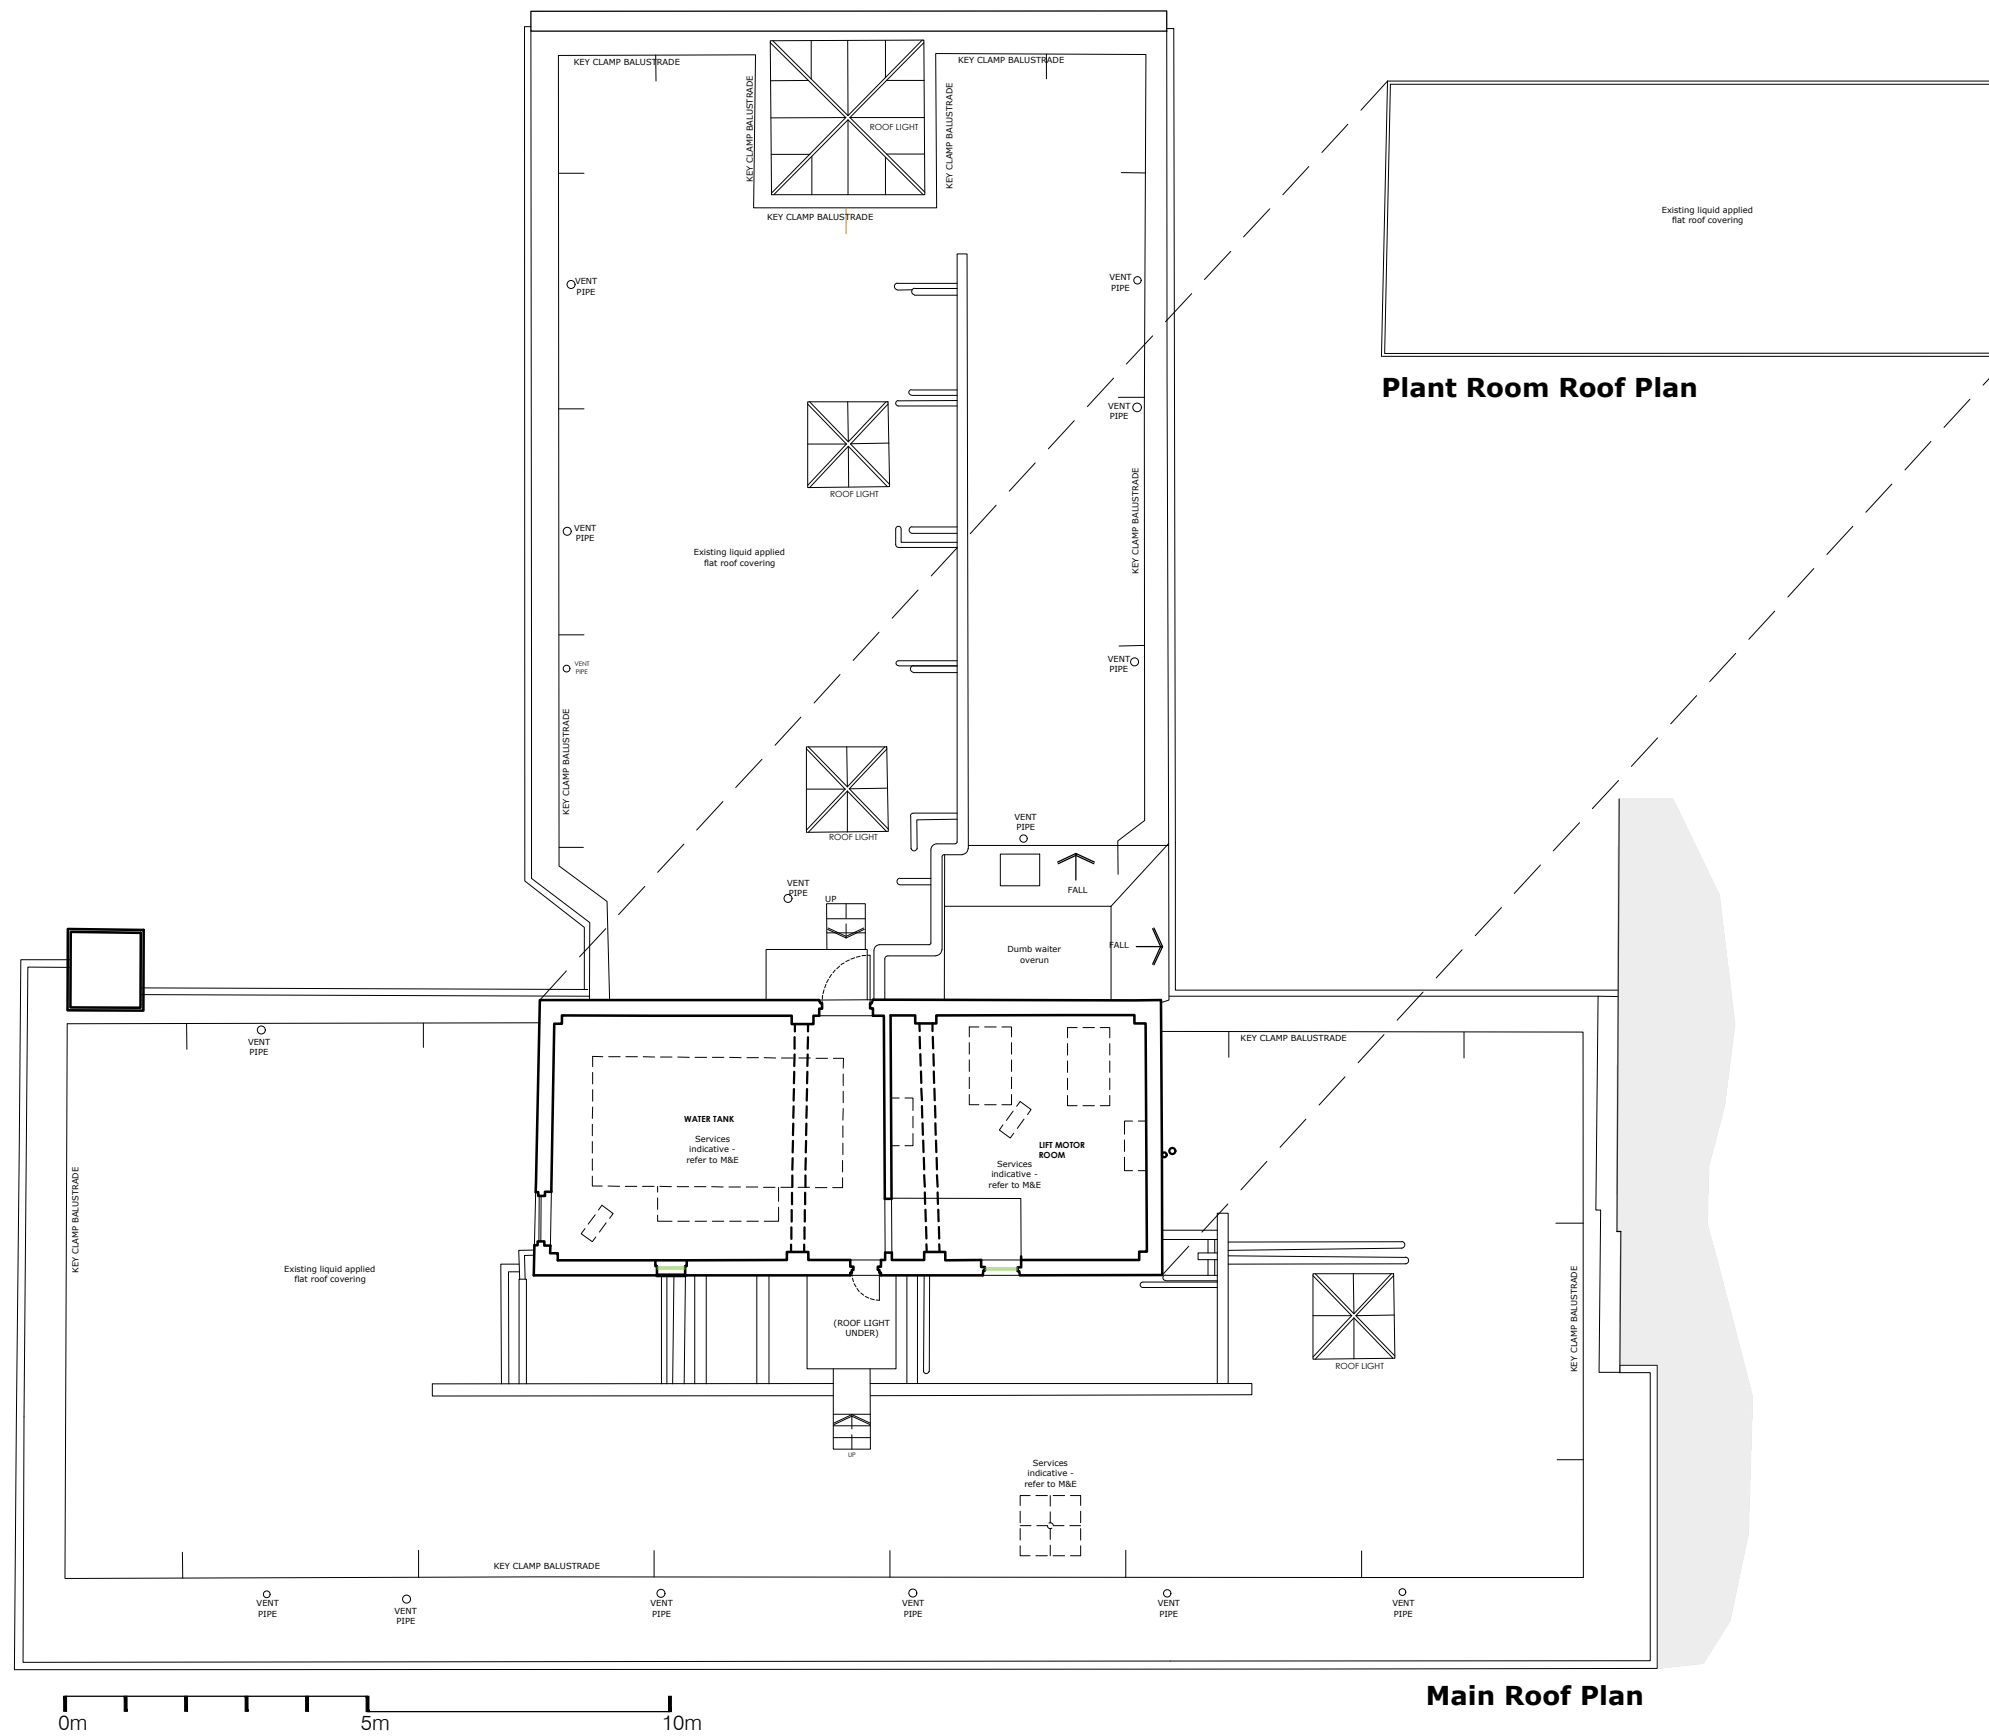 KEY CLAMP BALUSTRADE
KEY CLAMP BALUSTRADE
KEY CLAMP BALUSTRADE
KEY CLAMP BALUSTRADE
ROOF LIGHT
KEY CLAMP BALUSTRADE
Existing liquid applied
flat roof covering
VENT
PIPE
VENT
PIPE
Plant Room Roof Plan
VENT
PIPE
ROOF LIGHT
KEY CLAMP BALUSTRADE
VENT
PIPE
Existing liquid applied
flat roof covering
VENT
PIPE
VENT
PIPE
KEY CLAMP BALUSTRADE
ROOF LIGHT
VENT
PIPE
VENT
PIPE
UP
FALL
Dumb waiter
overun
FALL
VENT
PIPE
KEY CLAMP BALUSTRADE
WATER TANK
Services
indicative -
refer to M&E
LIFT MOTOR
ROOM
Services
indicative -
refer to M&E
KEY CLAMP BALUSTRADE
Existing liquid applied
flat roof covering
(ROOF LIGHT
UNDER)
ROOF LIGHT
KEY CLAMP BALUSTRADE
UP
Services
indicative -
refer to M&E
KEY CLAMP BALUSTRADE
VENT
PIPE
VENT
PIPE
VENT
PIPE
VENT
PIPE
VENT
PIPE
VENT
PIPE
Main Roof Plan
0m
5m
10m